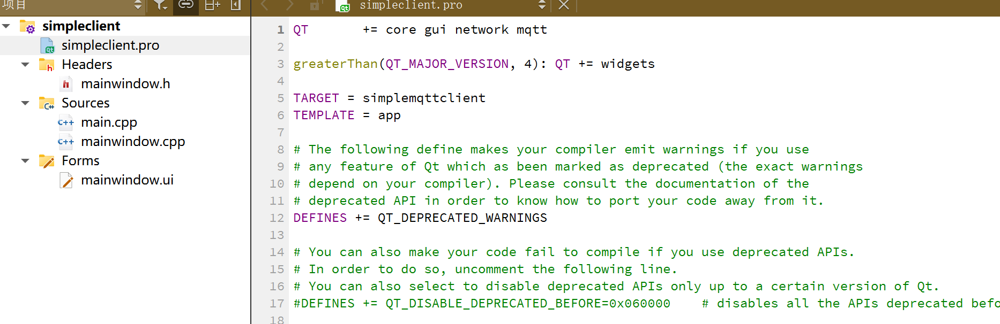 项目
simpleclient.pro
simpleclient
simpleclient.pro
Headers
mainwindow.h
Sources
main.cpp
mainwindow.cpp
Forms
mainwindow.ui
1 QT += core gui network mqtt
2
3 greaterThan(QT_MAJOR_VERSION, 4): QT += widgets
4
5 TARGET = simplemqttclient
6 TEMPLATE = app
7
8 # The following define makes your compiler emit warnings if you use
9 # any feature of Qt which as been marked as deprecated (the exact warnings
10 # depend on your compiler). Please consult the documentation of the
11 # deprecated API in order to know how to port your code away from it.
12 DEFINES += QT_DEPRECATED_WARNINGS
13
14 # You can also make your code fail to compile if you use deprecated APIs.
15 # In order to do so, uncomment the following line.
16 # You can also select to disable deprecated APIs only up to a certain version of Qt.
17 #DEFINES += QT_DISABLE_DEPRECATED_BEFORE=0x060000 # disables all the APIs deprecated befo
18